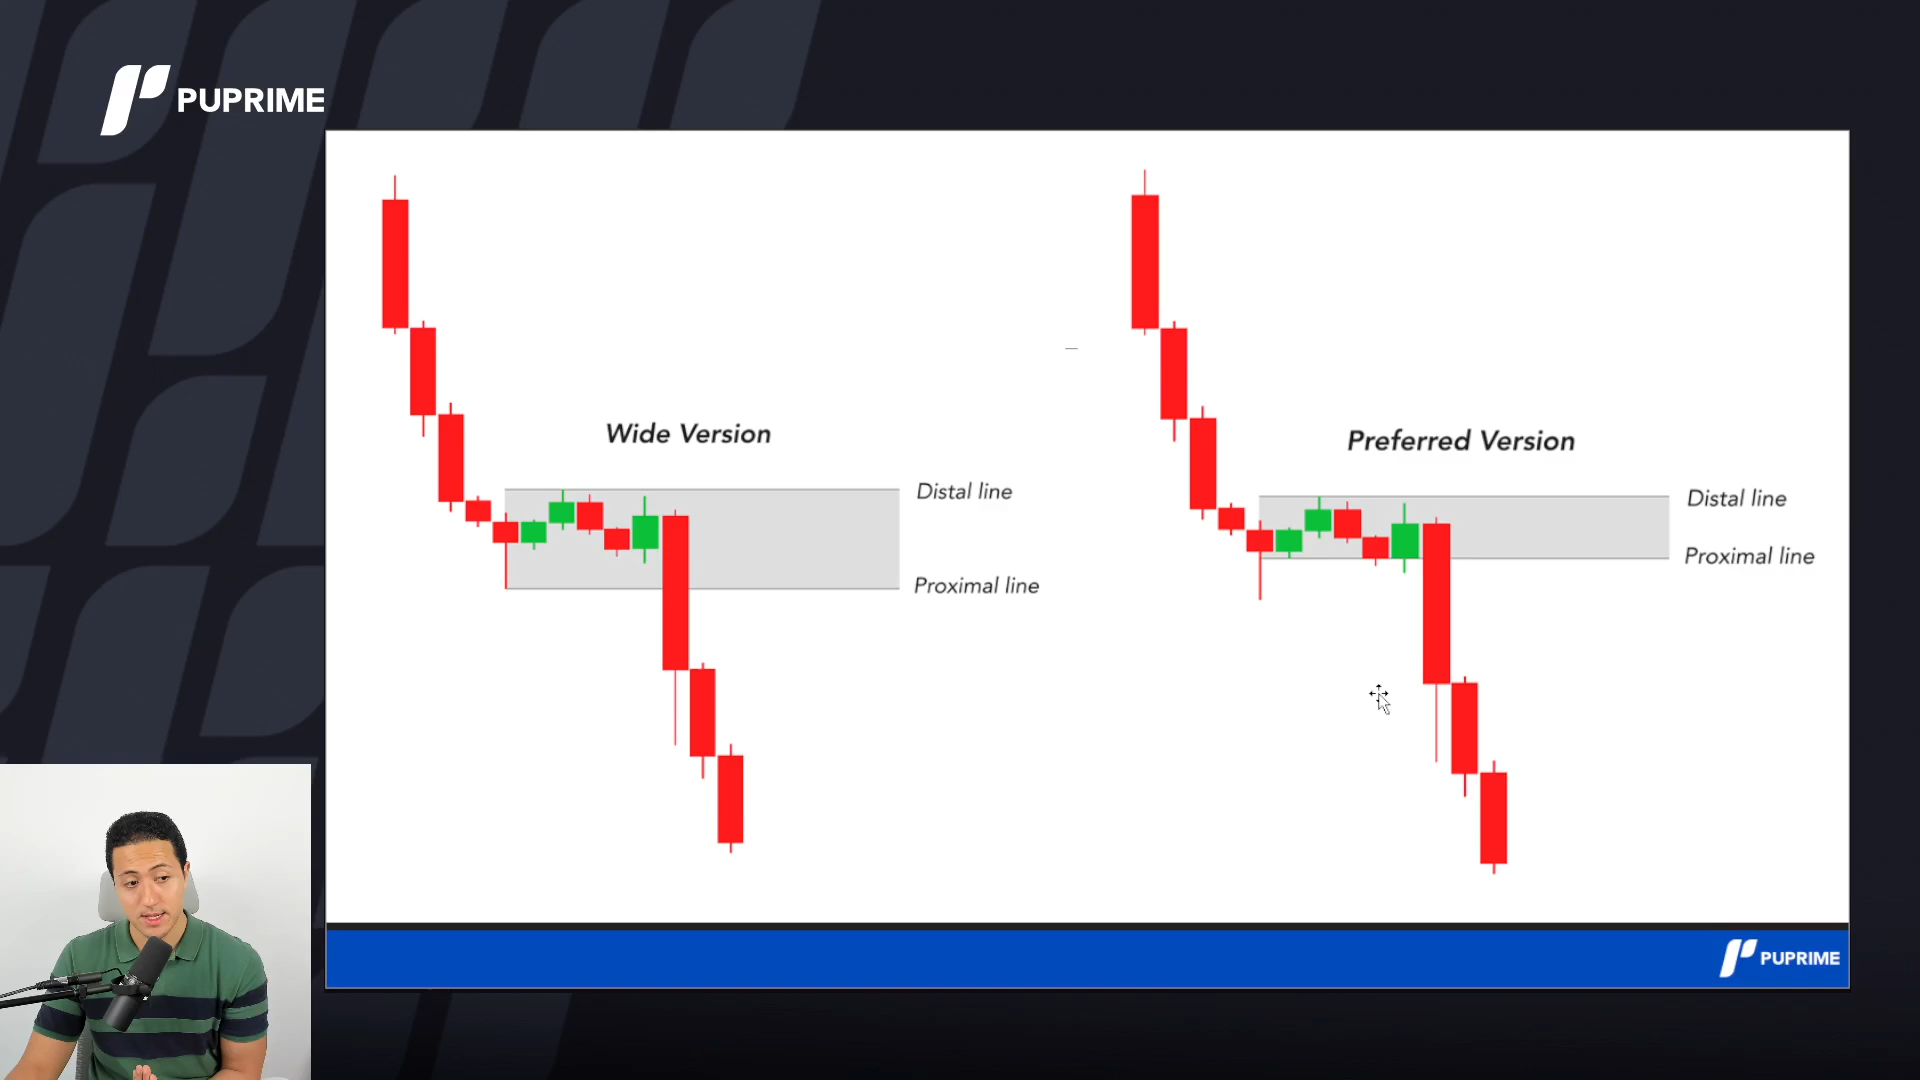 PUPRIME
Wide Version
Distal line
Proximal line
Preferred Version
Distal line
Proximal line
PUPRIME